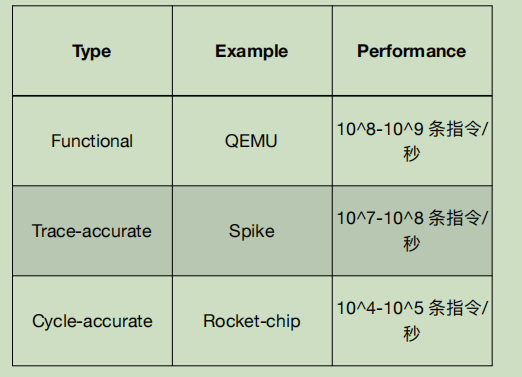 Type Example Performance
Functional QEMU 10^8-10^9 条指令/
秒
Trace-accurate Spike 10^7-10^8 条指令/
秒
Cycle-accurate Rocket-chip 10^4-10^5 条指令/
秒